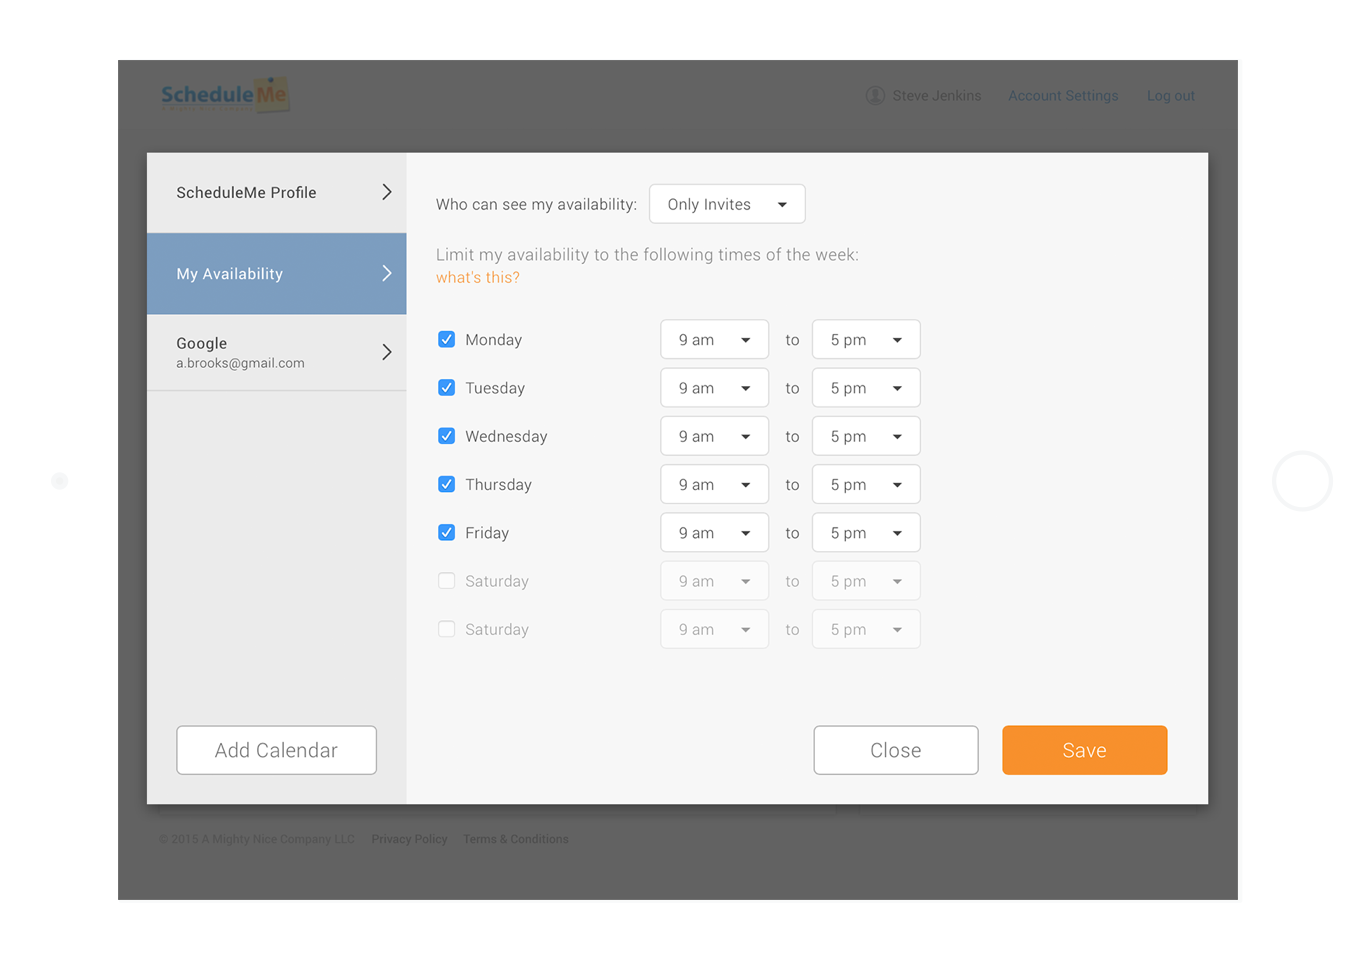 ScheduleMe
Steve Jenkins Account Settings Log out
ScheduleMe Profile
My Availability
Google
a.brooks@gmail.com
Add Calendar
Who can see my availability: Only Invites
Limit my availability to the following times of the week:
what's this?
Monday 9 am to 5 pm
Tuesday 9 am to 5 pm
Wednesday 9 am to 5 pm
Thursday 9 am to 5 pm
Friday 9 am to 5 pm
Saturday 9 am to 5 pm
Saturday 9 am to 5 pm
Close Save
© 2015 A Mighty Nice Company LLC Privacy Policy Terms & Conditions